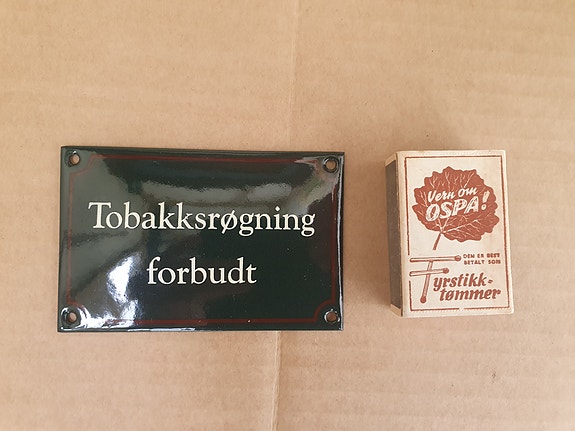 Tobakksrøgning
forbudt
Vern om
OSPA!
DEN ER BEST
BETALT SOM
Fyrstikk-
tømmer